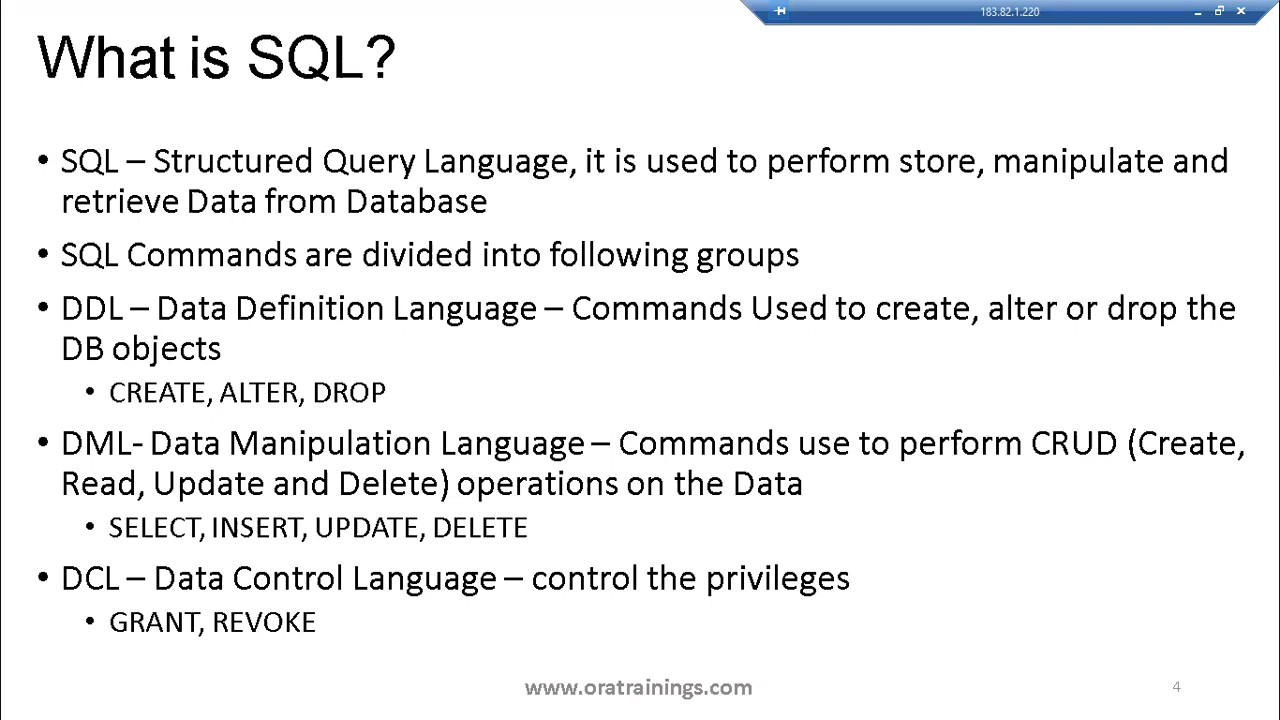 183.82.1.220
What is SQL?
• SQL – Structured Query Language, it is used to perform store, manipulate and
retrieve Data from Database
• SQL Commands are divided into following groups
• DDL – Data Definition Language – Commands Used to create, alter or drop the
DB objects
• CREATE, ALTER, DROP
• DML- Data Manipulation Language – Commands use to perform CRUD (Create,
Read, Update and Delete) operations on the Data
• SELECT, INSERT, UPDATE, DELETE
• DCL – Data Control Language – control the privileges
• GRANT, REVOKE
www.oratrainings.com
4